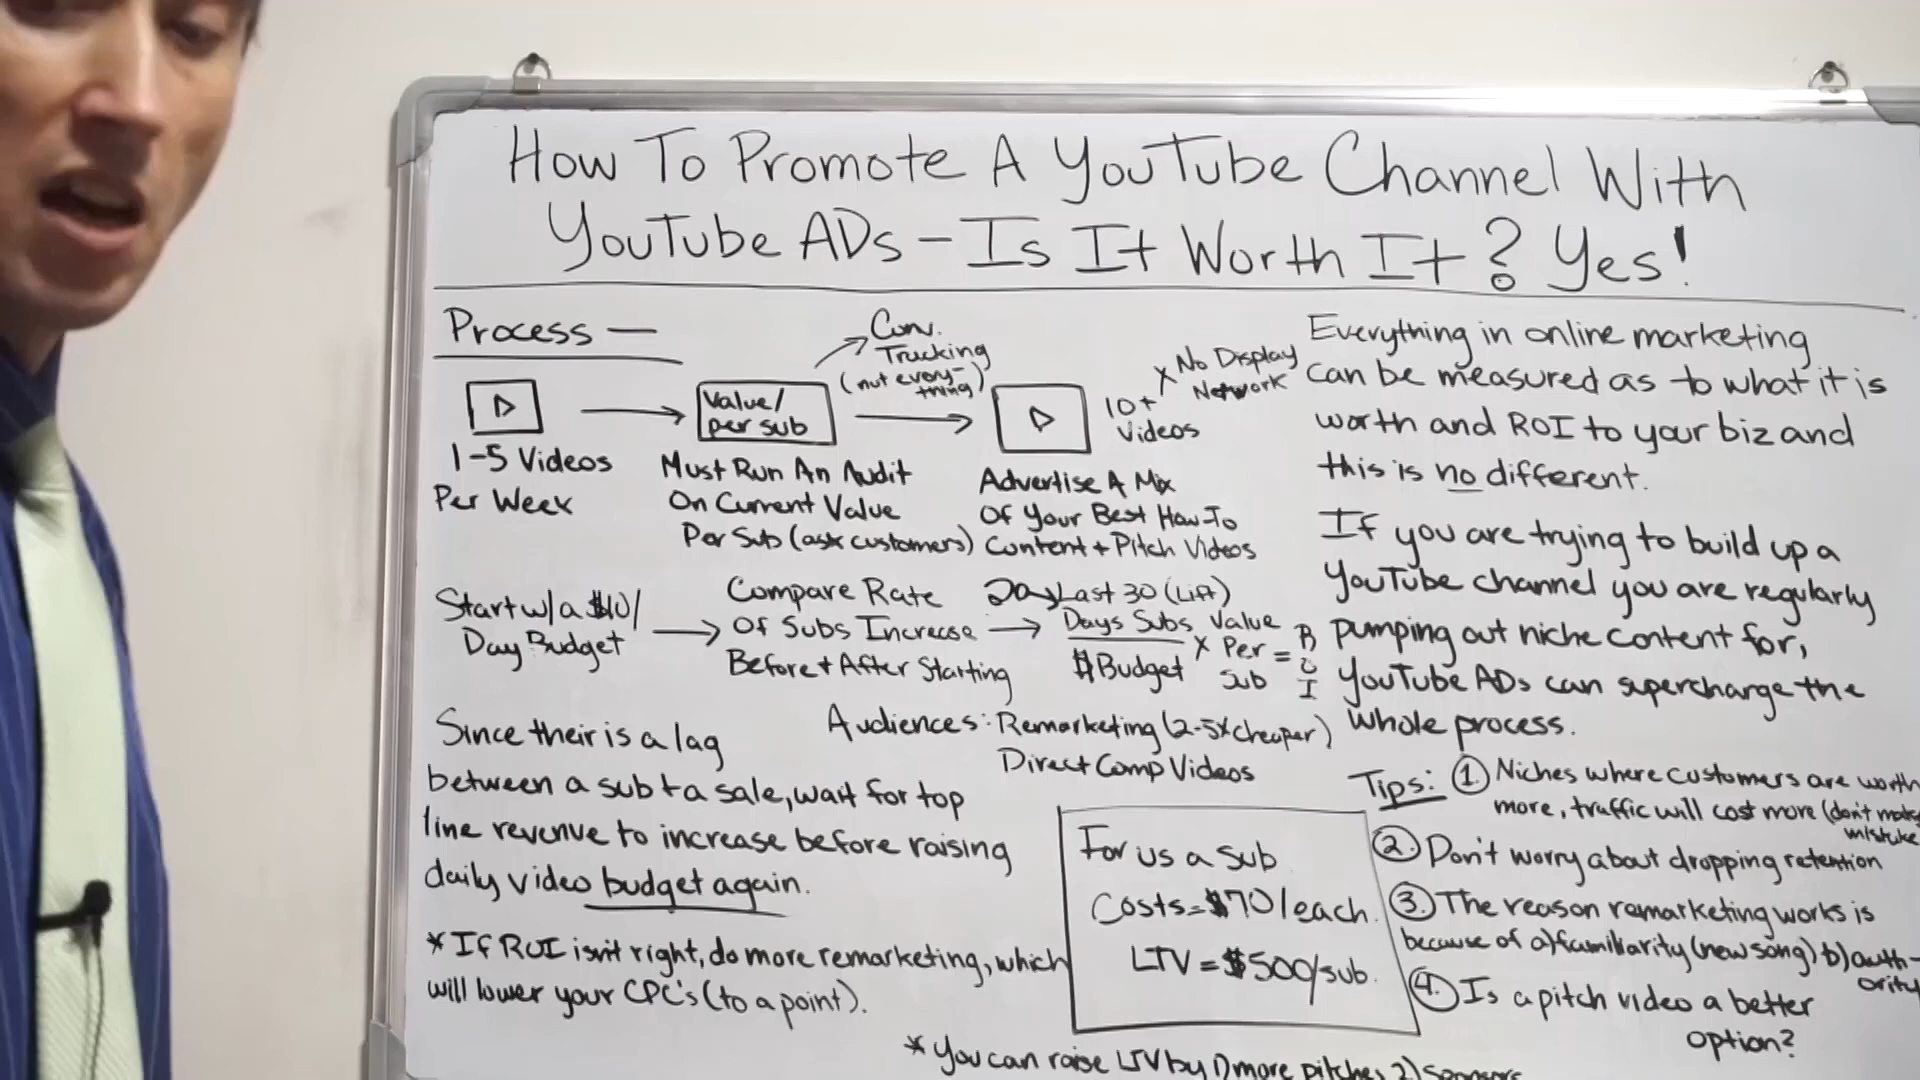 How To Promote A YouTube Channel With
YouTube ADs - Is It Worth It? Yes!
Process —
1-5 Videos
Per Week
Value/
per sub
Must Run An Audit
On Current Value
Per Sub (ask customers)
Conv.
Tracking
(not every-
thing)
10+
Videos
x No Display
Network
Advertise A Mix
Of Your Best How-To
Content + Pitch Videos
Start w/ a $10/
Day Budget
Compare Rate
Of Subs Increase
Before + After Starting
Last 30 (Lift)
Days Subs
$ Budget
x
Value
Per
Sub
=
R
O
I
Audiences: Remarketing (2-5x cheaper)
Direct Comp Videos
Since their is a lag
between a sub + a sale, wait for top
line revenue to increase before raising
daily video budget again.
* If ROI isn't right, do more remarketing, which
will lower your CPC's (to a point).
For us a sub
Costs = $70/each.
LTV = $500/sub.
Everything in online marketing
can be measured as to what it is
worth and ROI to your biz and
this is no different.
If you are trying to build up a
YouTube channel you are regularly
pumping out niche content for,
YouTube ADs can supercharge the
whole process.
Tips: 1. Niches where customers are worth
more, traffic will cost more (don't make
mistake
2. Don't worry about dropping retention
3. The reason remarketing works is
because of a) familiarity (new song) b) auth-
ority
4. Is a pitch video a better
option?
* You can raise LTV by 1) more pitches 2) sponsors